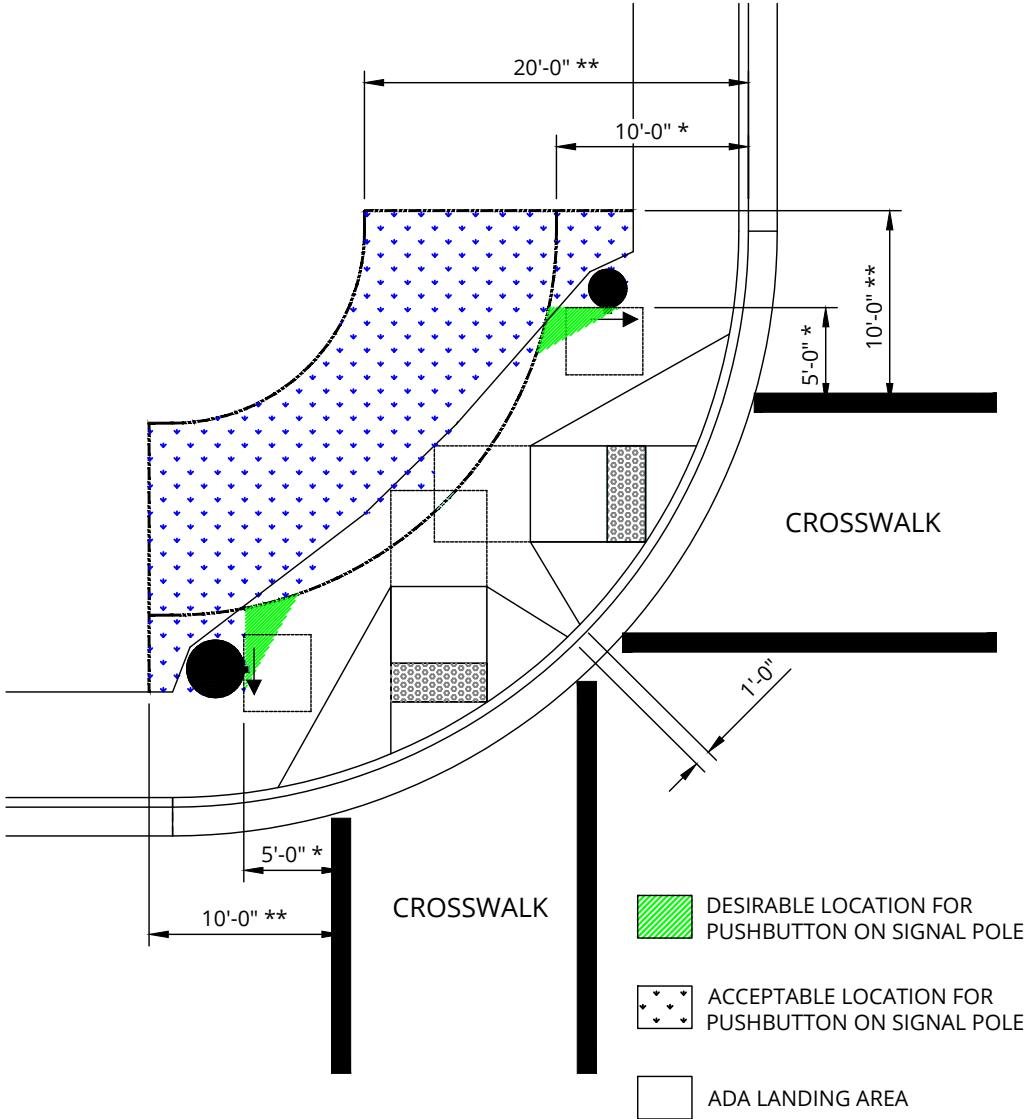 20'-0" **
10'-0" *
10'-0" **
5'-0" *
CROSSWALK
1'-0"
5'-0" *
10'-0" **
CROSSWALK
DESIRABLE LOCATION FOR
PUSHBUTTON ON SIGNAL POLE
ACCEPTABLE LOCATION FOR
PUSHBUTTON ON SIGNAL POLE
ADA LANDING AREA